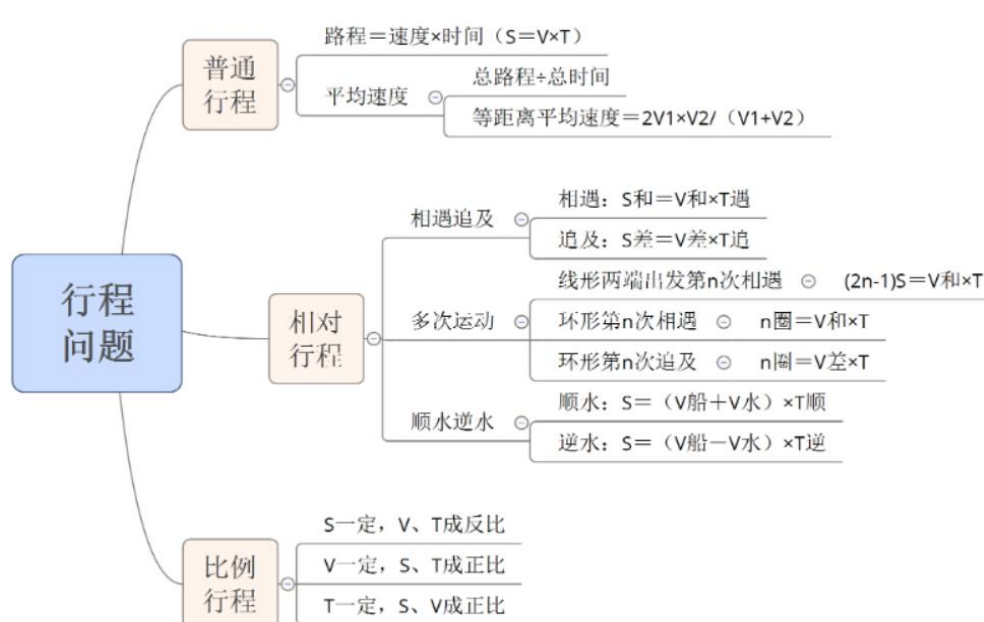 行程
问题
普通
行程
路程＝速度×时间（S＝V×T）
平均速度
总路程÷总时间
等距离平均速度＝2V1×V2/（V1+V2）
相对
行程
相遇追及
相遇：S和＝V和×T遇
追及：S差＝V差×T追
多次运动
线形两端出发第n次相遇
(2n-1)S＝V和×T
环形第n次相遇
n圈＝V和×T
环形第n次追及
n圈＝V差×T
顺水逆水
顺水：S＝（V船＋V水）×T顺
逆水：S＝（V船－V水）×T逆
比例
行程
S一定，V、T成反比
V一定，S、T成正比
T一定，S、V成正比